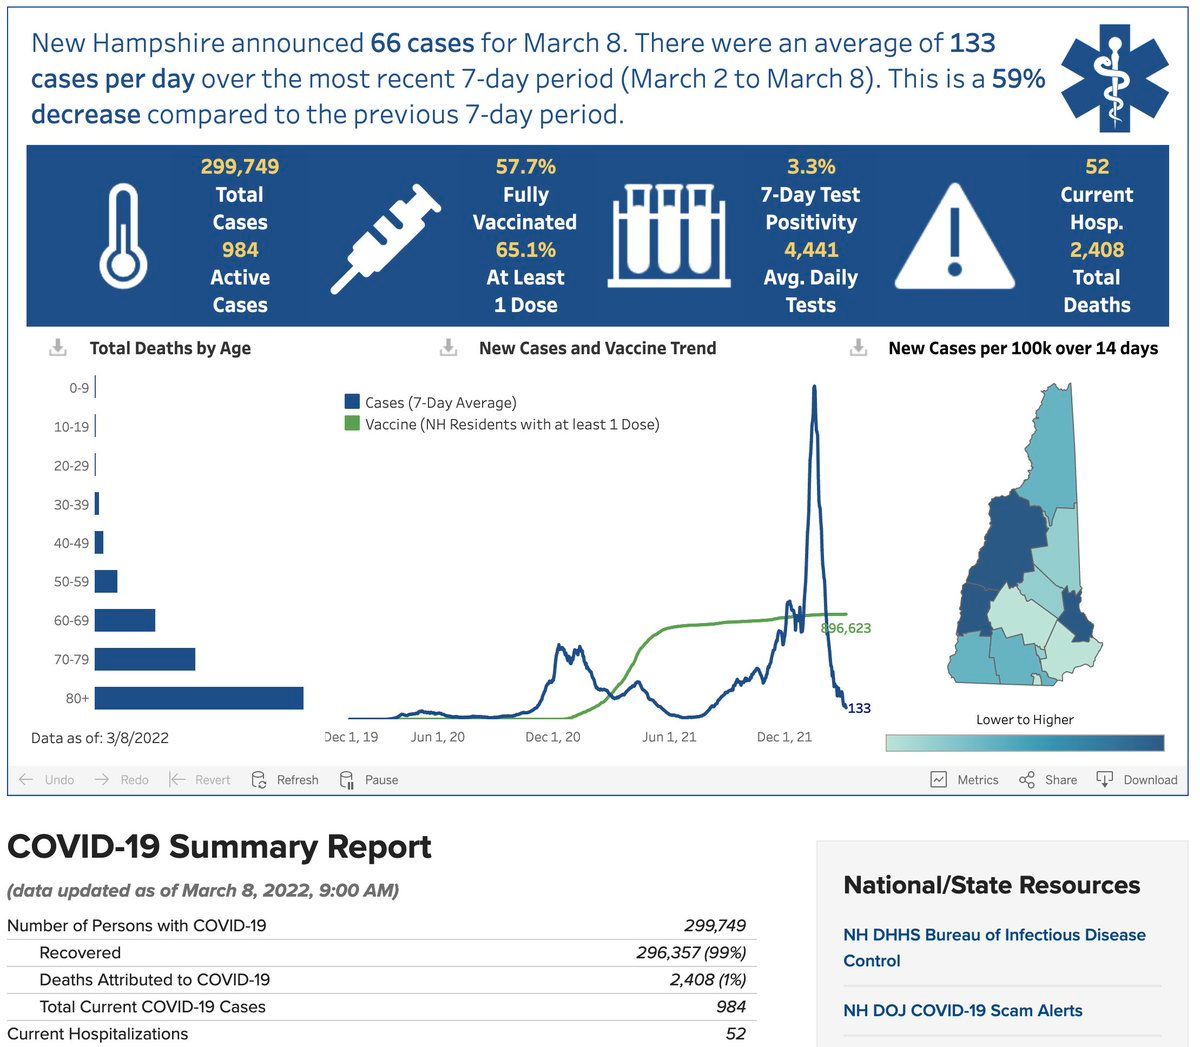 New Hampshire announced 66 cases for March 8. There were an average of 133
cases per day over the most recent 7-day period (March 2 to March 8). This is a 59%
decrease compared to the previous 7-day period.
299,749
Total
Cases
984
Active
Cases
57.7%
Fully
Vaccinated
65.1%
At Least
1 Dose
3.3%
7-Day Test
Positivity
4,441
Avg. Daily
Tests
52
Current
Hosp.
2,408
Total
Deaths
Total Deaths by Age
0-9
10-19
20-29
30-39
40-49
50-59
60-69
70-79
80+
Data as of: 3/8/2022
New Cases and Vaccine Trend
Cases (7-Day Average)
Vaccine (NH Residents with at least 1 Dose)
896,623
133
Dec 1, 19 Jun 1, 20 Dec 1, 20 Jun 1, 21 Dec 1, 21
New Cases per 100k over 14 days
Lower to Higher
Undo Redo Revert Refresh Pause Metrics Share Download
COVID-19 Summary Report
(data updated as of March 8, 2022, 9:00 AM)
Number of Persons with COVID-19 299,749
Recovered 296,357 (99%)
Deaths Attributed to COVID-19 2,408 (1%)
Total Current COVID-19 Cases 984
Current Hospitalizations 52
National/State Resources
NH DHHS Bureau of Infectious Disease
Control
NH DOJ COVID-19 Scam Alerts